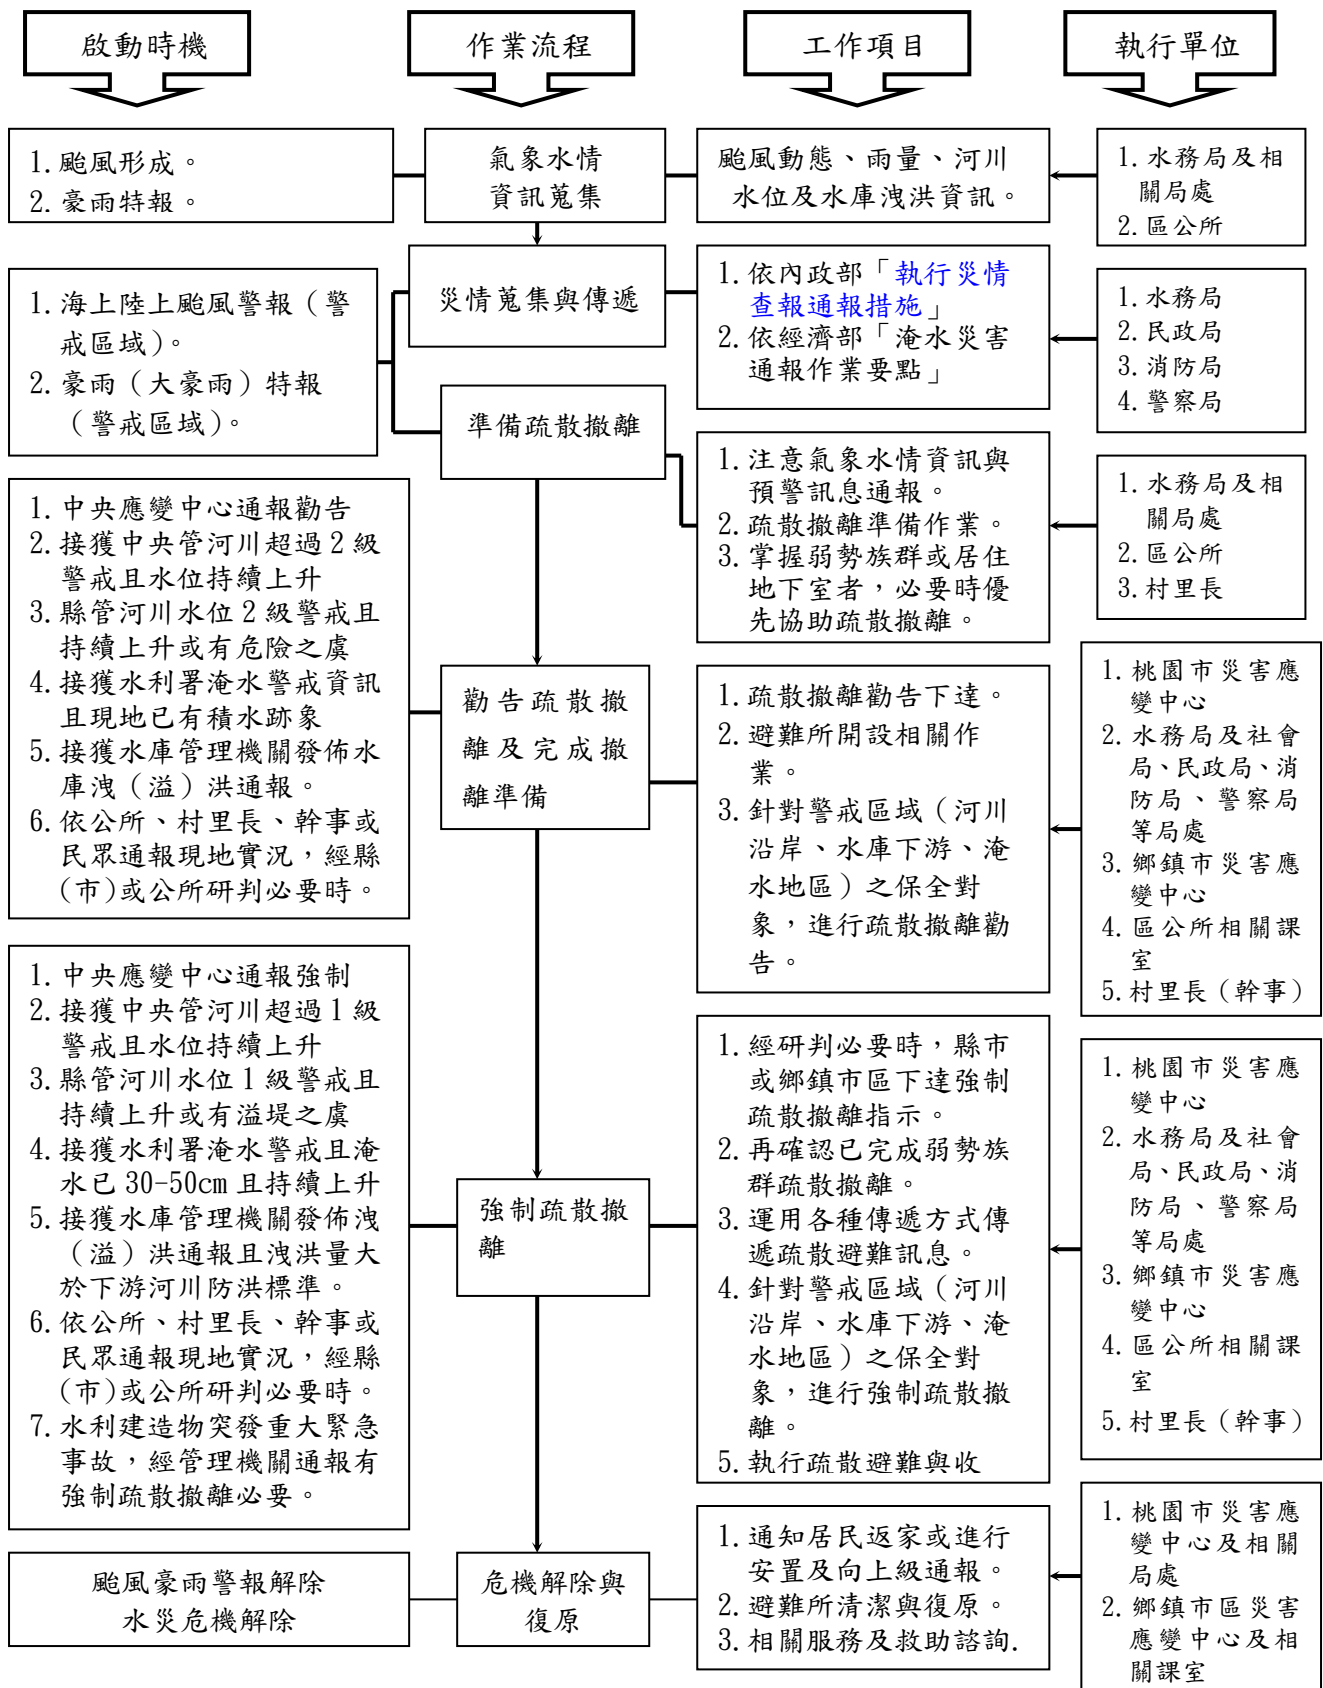 啟動時機
作業流程
工作項目
執行單位
1.颱風形成。
2.豪雨特報。
氣象水情
資訊蒐集
颱風動態、雨量、河川
水位及水庫洩洪資訊。
1.水務局及相
關局處
2.區公所
1.海上陸上颱風警報（警
戒區域）。
2.豪雨（大豪雨）特報
（警戒區域）。
災情蒐集與傳遞
1.依內政部「執行災情
查報通報措施」
2.依經濟部「淹水災害
通報作業要點」
1.水務局
2.民政局
3.消防局
4.警察局
準備疏散撤離
1.注意氣象水情資訊與
預警訊息通報。
2.疏散撤離準備作業。
3.掌握弱勢族群或居住
地下室者，必要時優
先協助疏散撤離。
1.水務局及相
關局處
2.區公所
3.村里長
1.中央應變中心通報勸告
2.接獲中央管河川超過2級
警戒且水位持續上升
3.縣管河川水位2級警戒且
持續上升或有危險之虞
4.接獲水利署淹水警戒資訊
且現地已有積水跡象
5.接獲水庫管理機關發佈水
庫洩（溢）洪通報。
6.依公所、村里長、幹事或
民眾通報現地實況，經縣
(市)或公所研判必要時。
勸告疏散撤
離及完成撤
離準備
1.疏散撤離勸告下達。
2.避難所開設相關作
業。
3.針對警戒區域（河川
沿岸、水庫下游、淹
水地區）之保全對
象，進行疏散撤離勸
告。
1.桃園市災害應
變中心
2.水務局及社會
局、民政局、消
防局、警察局
等局處
3.鄉鎮市災害應
變中心
4.區公所相關課
室
5.村里長（幹事）
1.中央應變中心通報強制
2.接獲中央管河川超過1級
警戒且水位持續上升
3.縣管河川水位1級警戒且
持續上升或有溢堤之虞
4.接獲水利署淹水警戒且淹
水已30-50cm且持續上升
5.接獲水庫管理機關發佈洩
（溢）洪通報且洩洪量大
於下游河川防洪標準。
6.依公所、村里長、幹事或
民眾通報現地實況，經縣
(市)或公所研判必要時。
7.水利建造物突發重大緊急
事故，經管理機關通報有
強制疏散撤離必要。
強制疏散撤
離
1.經研判必要時，縣市
或鄉鎮市區下達強制
疏散撤離指示。
2.再確認已完成弱勢族
群疏散撤離。
3.運用各種傳遞方式傳
遞疏散避難訊息。
4.針對警戒區域（河川
沿岸、水庫下游、淹
水地區）之保全對
象，進行強制疏散撤
離。
5.執行疏散避難與收
1.桃園市災害應
變中心
2.水務局及社會
局、民政局、消
防局、警察局
等局處
3.鄉鎮市災害應
變中心
4.區公所相關課
室
5.村里長（幹事）
颱風豪雨警報解除
水災危機解除
危機解除與
復原
1.通知居民返家或進行
安置及向上級通報。
2.避難所清潔與復原。
3.相關服務及救助諮詢.
1.桃園市災害應
變中心及相關
局處
2.鄉鎮市區災害
應變中心及相
關課室